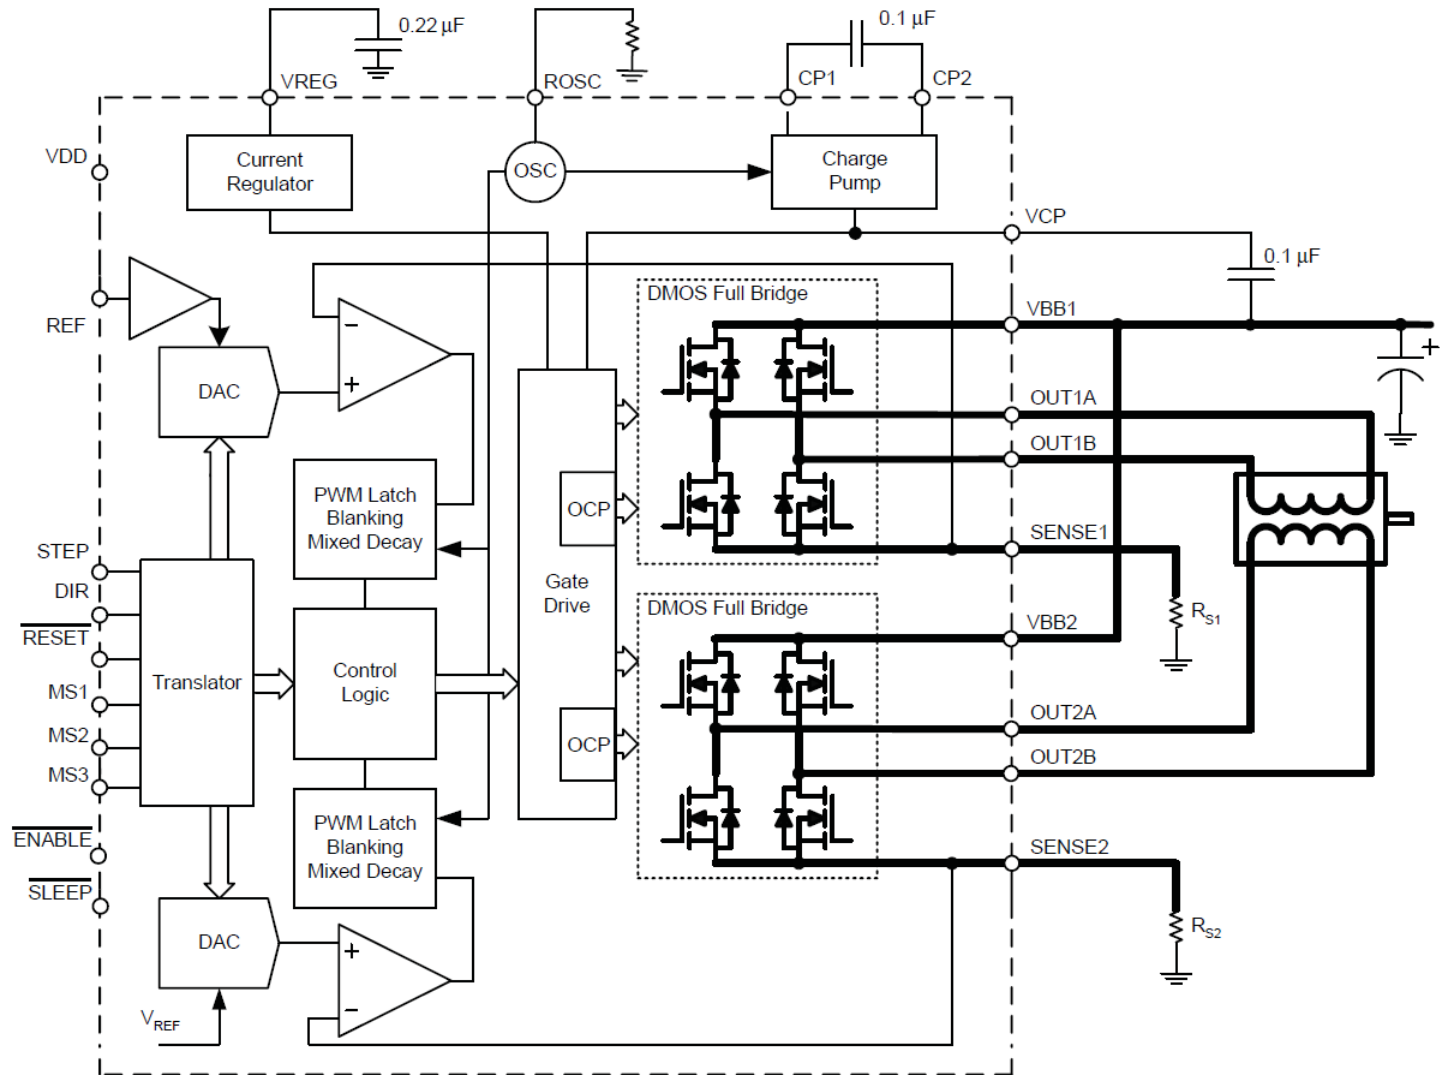 0.22 µF
0.1 µF
VREG
ROSC
CP1
CP2
VDD
Current
Regulator
OSC
Charge
Pump
VCP
0.1 µF
REF
DMOS Full Bridge
VBB1
+
−
+
DAC
OUT1A
OUT1B
PWM Latch
Blanking
Mixed Decay
OCP
SENSE1
STEP
DIR
RESET
MS1
MS2
MS3
Translator
Control
Logic
Gate
Drive
DMOS Full Bridge
RS1
VBB2
OUT2A
OCP
OUT2B
PWM Latch
Blanking
Mixed Decay
ENABLE
SLEEP
SENSE2
DAC
+
−
RS2
VREF